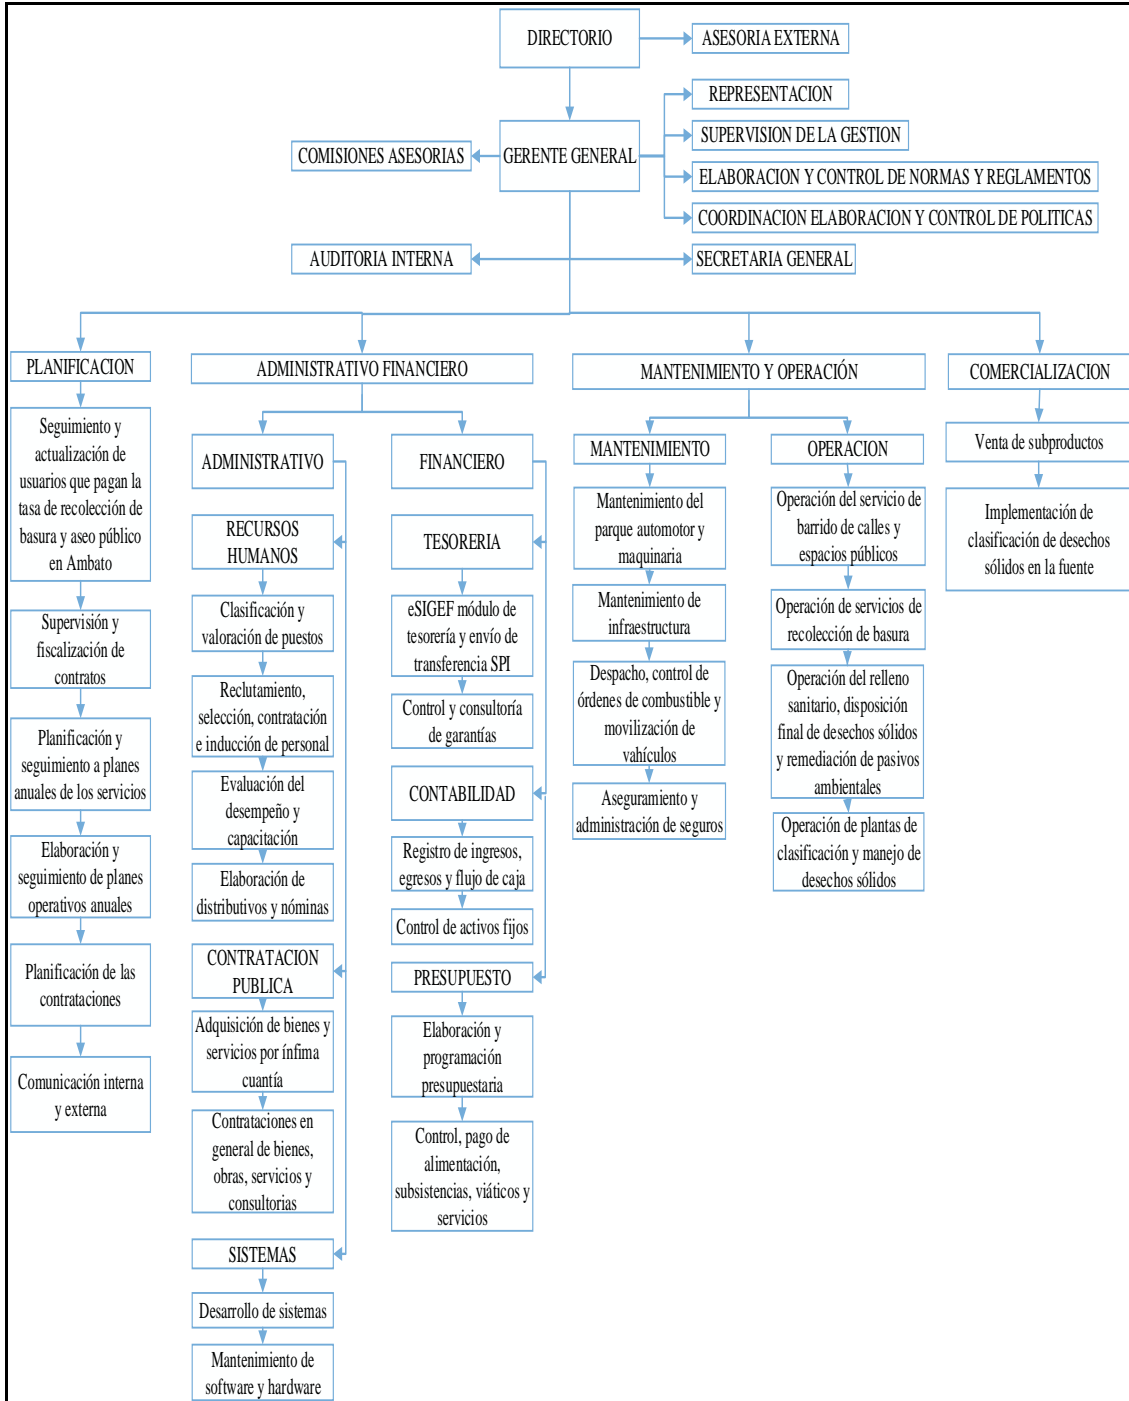 DIRECTORIO
ASESORIA EXTERNA
REPRESENTACION
SUPERVISION DE LA GESTION
COMISIONES ASESORIAS
GERENTE GENERAL
ELABORACION Y CONTROL DE NORMAS Y REGLAMENTOS
COORDINACION ELABORACION Y CONTROL DE POLITICAS
AUDITORIA INTERNA
SECRETARIA GENERAL
PLANIFICACION
Seguimiento y
actualización de
usuarios que pagan la
tasa de recolección de
basura y aseo público
en Ambato
Supervisión y
fiscalización de
contratos
Planificación y
seguimiento a planes
anuales de los servicios
Elaboración y
seguimiento de planes
operativos anuales
Planificación de las
contrataciones
Comunicación interna
y externa
ADMINISTRATIVO FINANCIERO
ADMINISTRATIVO
RECURSOS
HUMANOS
Clasificación y
valoración de puestos
Reclutamiento,
selección, contratación
e inducción de personal
Evaluación del
desempeño y
capacitación
Elaboración de
distributivos y nóminas
CONTRATACION
PUBLICA
Adquisición de bienes y
servicios por ínfima
cuantía
Contrataciones en
general de bienes,
obras, servicios y
consultorias
SISTEMAS
Desarrollo de sistemas
Mantenimiento de
software y hardware
FINANCIERO
TESORERIA
eSIGEF módulo de
tesorería y envío de
transferencia SPI
Control y consultoría
de garantías
CONTABILIDAD
Registro de ingresos,
egresos y flujo de caja
Control de activos fijos
PRESUPUESTO
Elaboración y
programación
presupuestaria
Control, pago de
alimentación,
subsistencias, viáticos y
servicios
MANTENIMIENTO Y OPERACIÓN
MANTENIMIENTO
Mantenimiento del
parque automotor y
maquinaria
Mantenimiento de
infraestructura
Despacho, control de
órdenes de combustible y
movilización de
vahículos
Aseguramiento y
administración de seguros
OPERACION
Operación del servicio de
barrido de calles y
espacios públicos
Operación de servicios de
recolección de basura
Operación del relleno
sanitario, disposición
final de desechos sólidos
y remediación de pasivos
ambientales
Operación de plantas de
clasificación y manejo de
desechos sólidos
COMERCIALIZACION
Venta de subproductos
Implementación de
clasificación de desechos
sólidos en la fuente